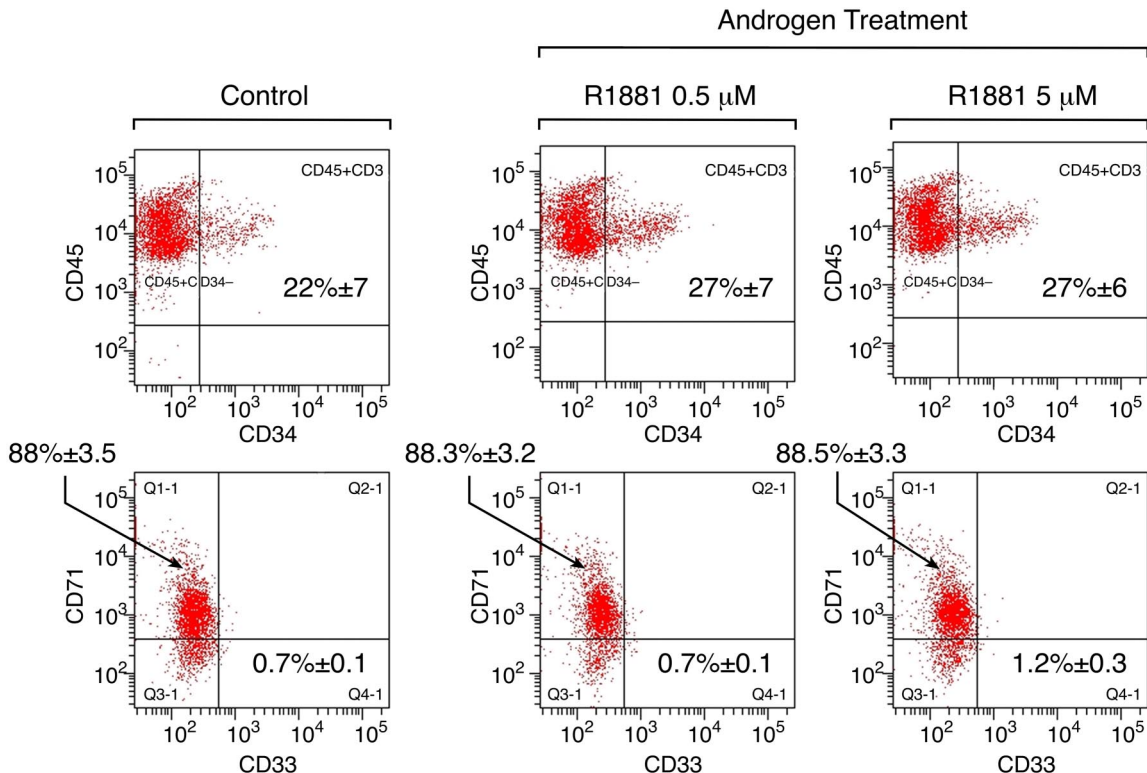 Androgen Treatment
Control
R1881 0.5 μM
R1881 5 μM
CD45
10^5
10^4
10^3
10^2
CD45+CD3
CD45+CD34–
22%±7
10^2 10^3 10^4 10^5
CD34
CD45
10^5
10^4
10^3
10^2
CD45+CD3
CD45+CD34–
27%±7
10^2 10^3 10^4 10^5
CD34
CD45
10^5
10^4
10^3
10^2
CD45+CD3
CD45+CD34–
27%±6
10^2 10^3 10^4 10^5
CD34
88%±3.5
CD71
10^5
10^4
10^3
10^2
Q1-1
Q2-1
0.7%±0.1
Q3-1
Q4-1
10^2 10^3 10^4 10^5
CD33
88.3%±3.2
CD71
10^5
10^4
10^3
10^2
Q1-1
Q2-1
0.7%±0.1
Q3-1
Q4-1
10^2 10^3 10^4 10^5
CD33
88.5%±3.3
CD71
10^5
10^4
10^3
10^2
Q1-1
Q2-1
1.2%±0.3
Q3-1
Q4-1
10^2 10^3 10^4 10^5
CD33